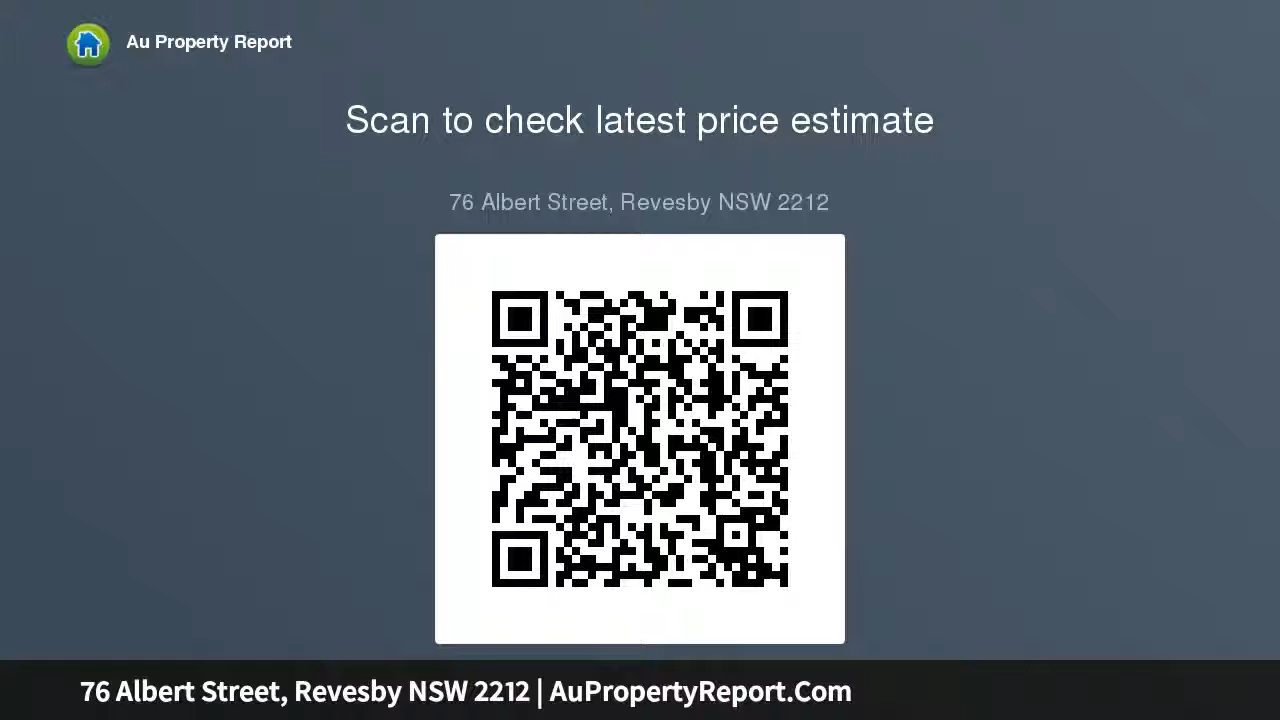 Au Property Report
Scan to check latest price estimate
76 Albert Street, Revesby NSW 2212
76 Albert Street, Revesby NSW 2212 | AuPropertyReport.Com